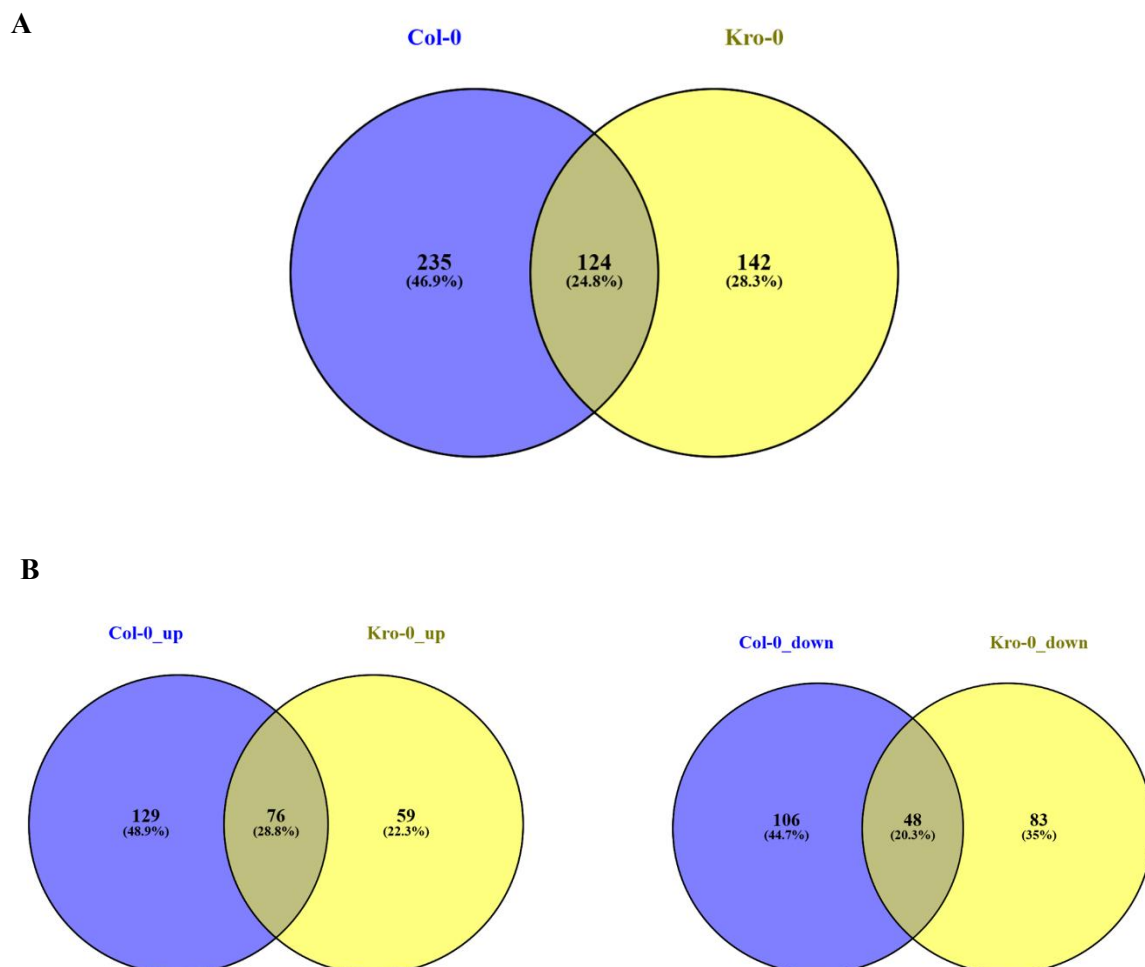 A
Col-0 Kro-0
235 124 142
(46.9%) (24.8%) (28.3%)
B
Col-0_up Kro-0_up Col-0_down Kro-0_down
129 76 59 106 48 83
(48.9%) (28.8%) (22.3%) (44.7%) (20.3%) (35%)